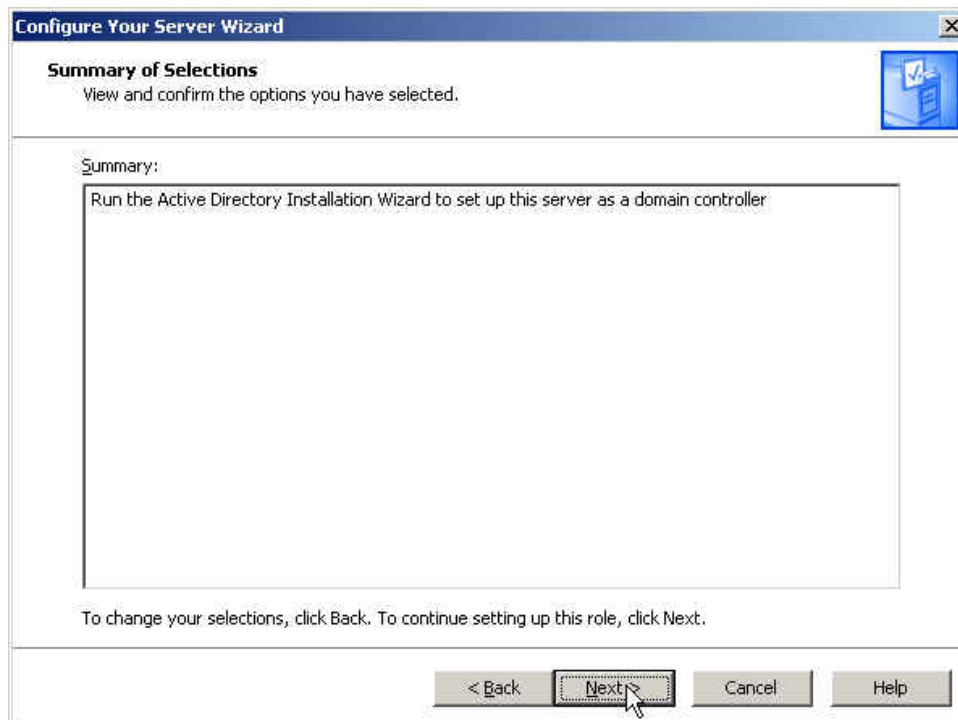 Configure Your Server Wizard
Summary of Selections
View and confirm the options you have selected.
Summary:
Run the Active Directory Installation Wizard to set up this server as a domain controller
To change your selections, click Back. To continue setting up this role, click Next.
< Back Next > Cancel Help